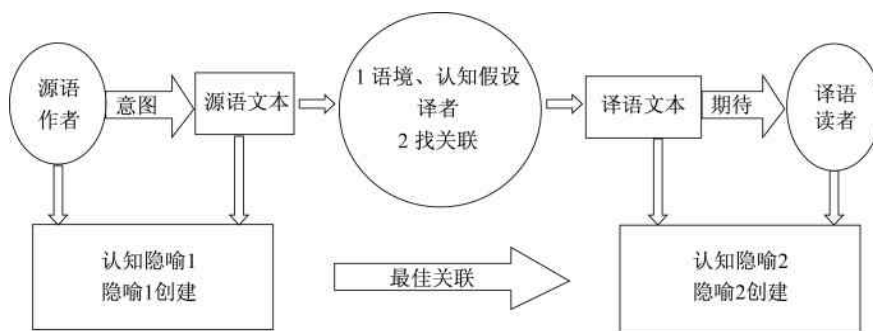 源语
作者
意图
源语文本
1 语境、认知假设
译者
2 找关联
译语文本
期待
译语
读者
认知隐喻1
隐喻1创建
最佳关联
认知隐喻2
隐喻2创建